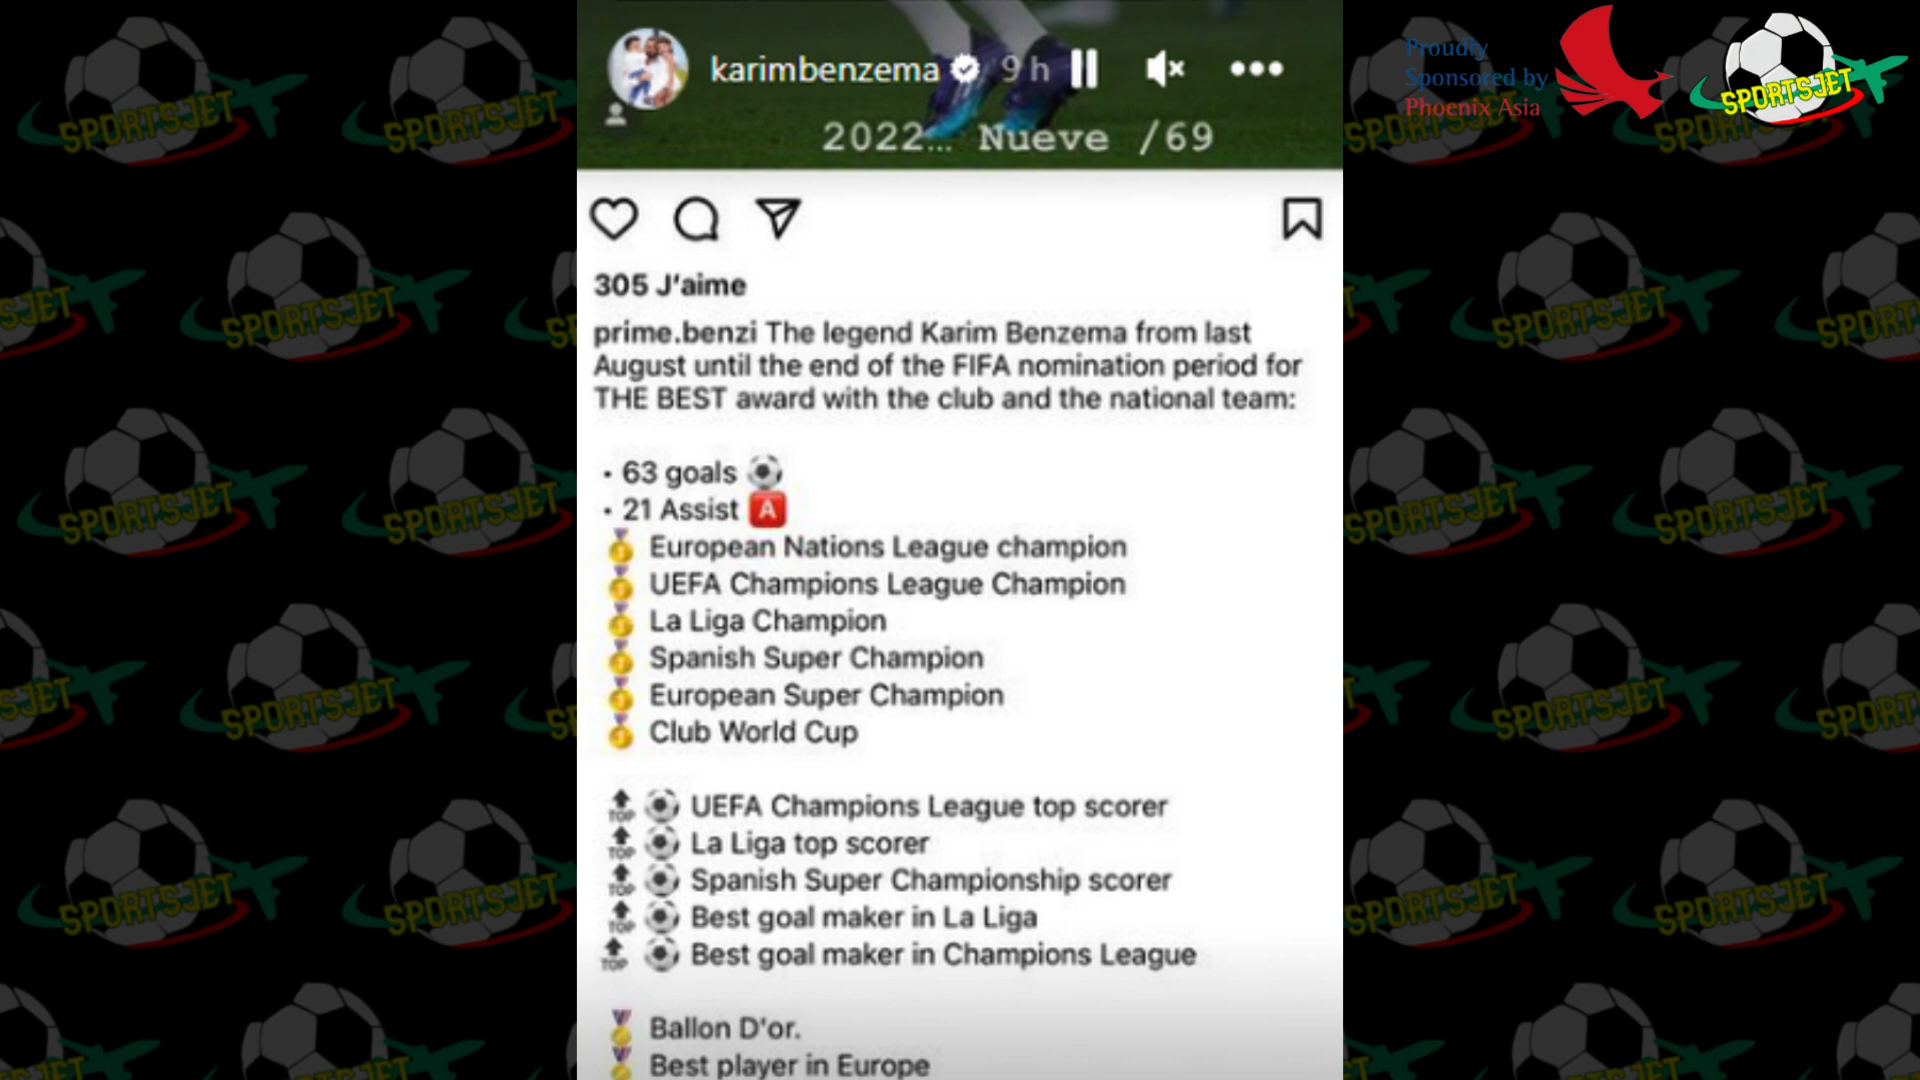 karimbenzema 9 h
2022… Nueve /69
305 J'aime
prime.benzi The legend Karim Benzema from last
August until the end of the FIFA nomination period for
THE BEST award with the club and the national team:
• 63 goals
• 21 Assist A
European Nations League champion
UEFA Champions League Champion
La Liga Champion
Spanish Super Champion
European Super Champion
Club World Cup
TOP UEFA Champions League top scorer
TOP La Liga top scorer
TOP Spanish Super Championship scorer
TOP Best goal maker in La Liga
TOP Best goal maker in Champions League
Ballon D'or.
Best player in Europe
Proudly
Sponsored by
Phoenix Asia
SPORTSJET